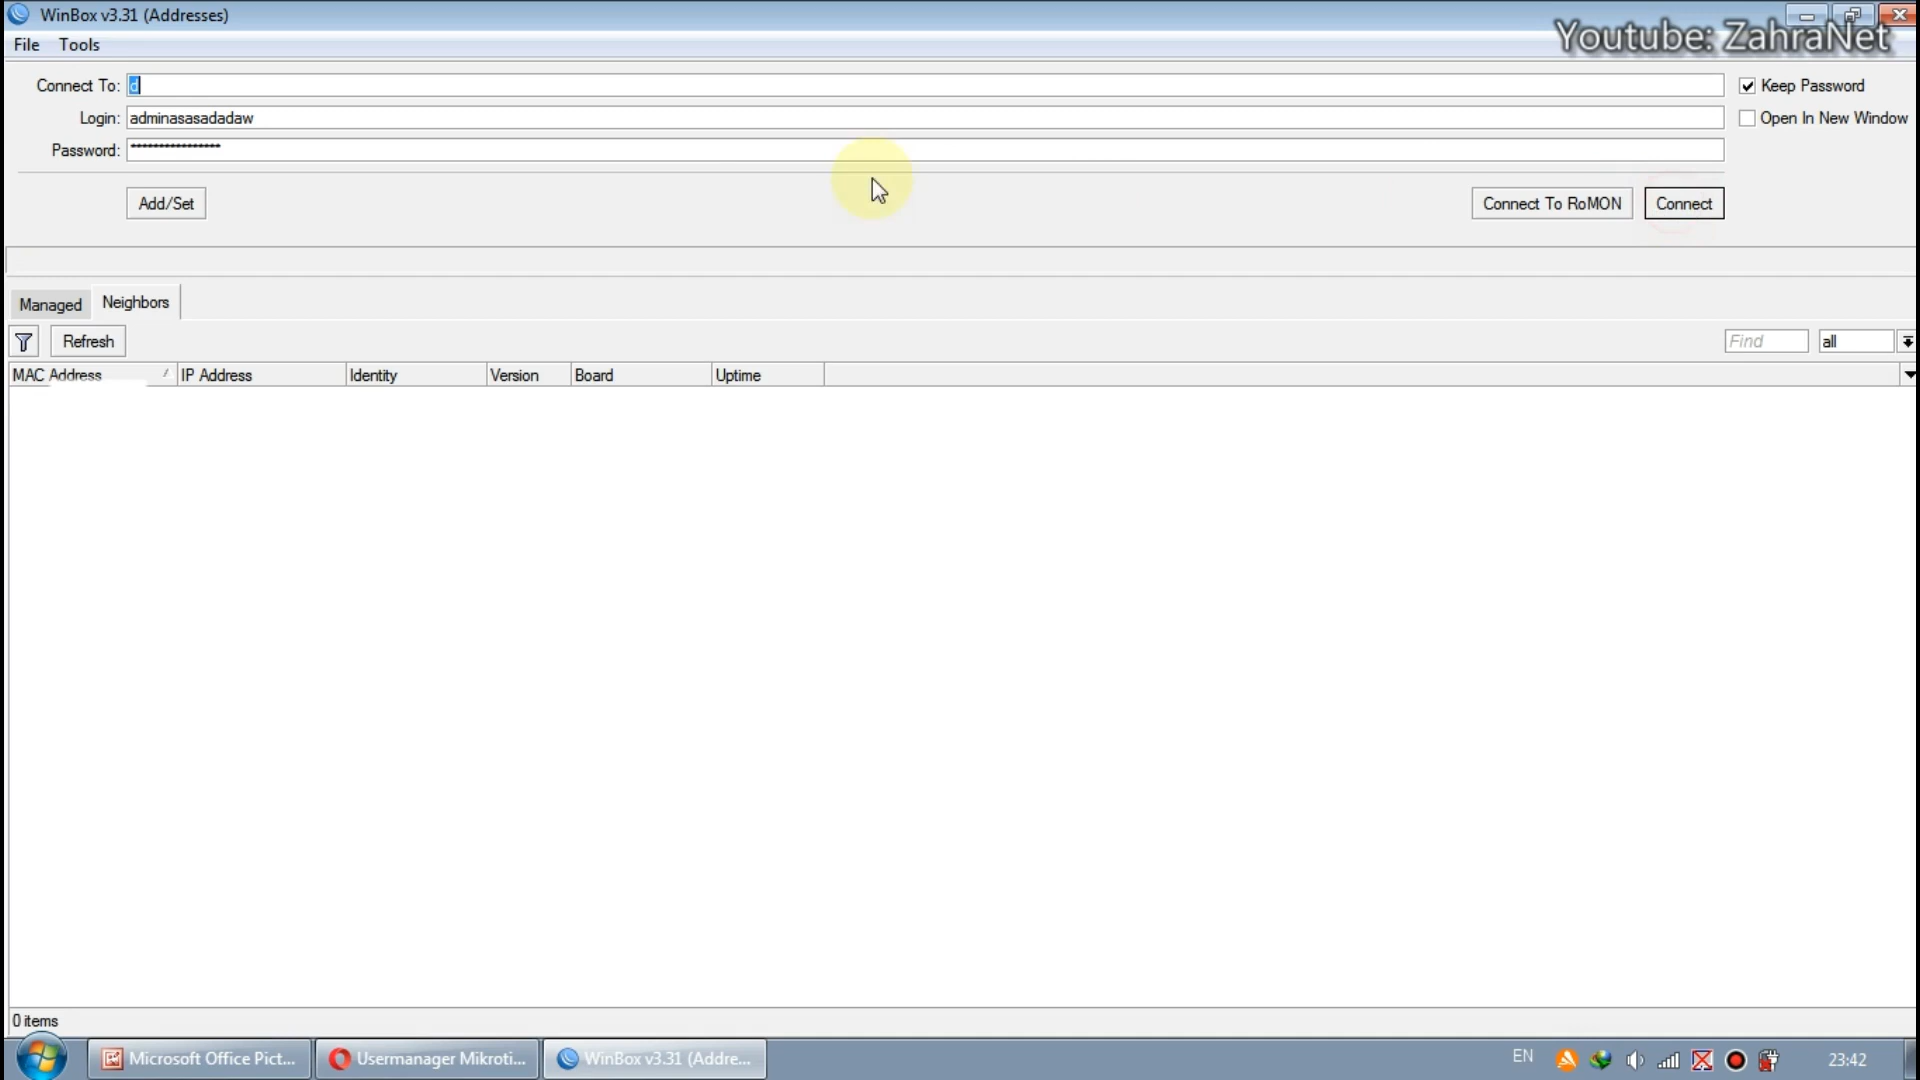 WinBox v3.31 (Addresses)
Youtube: ZahraNet
File Tools
Connect To: d
Keep Password
Login: adminasasadadaw
Open In New Window
Password: ****************
Add/Set
Connect To RoMON
Connect
Managed
Neighbors
Refresh
Find
all
MAC Address
IP Address
Identity
Version
Board
Uptime
0 items
Microsoft Office Pict...
Usermanager Mikroti...
WinBox v3.31 (Addre...
EN
23:42